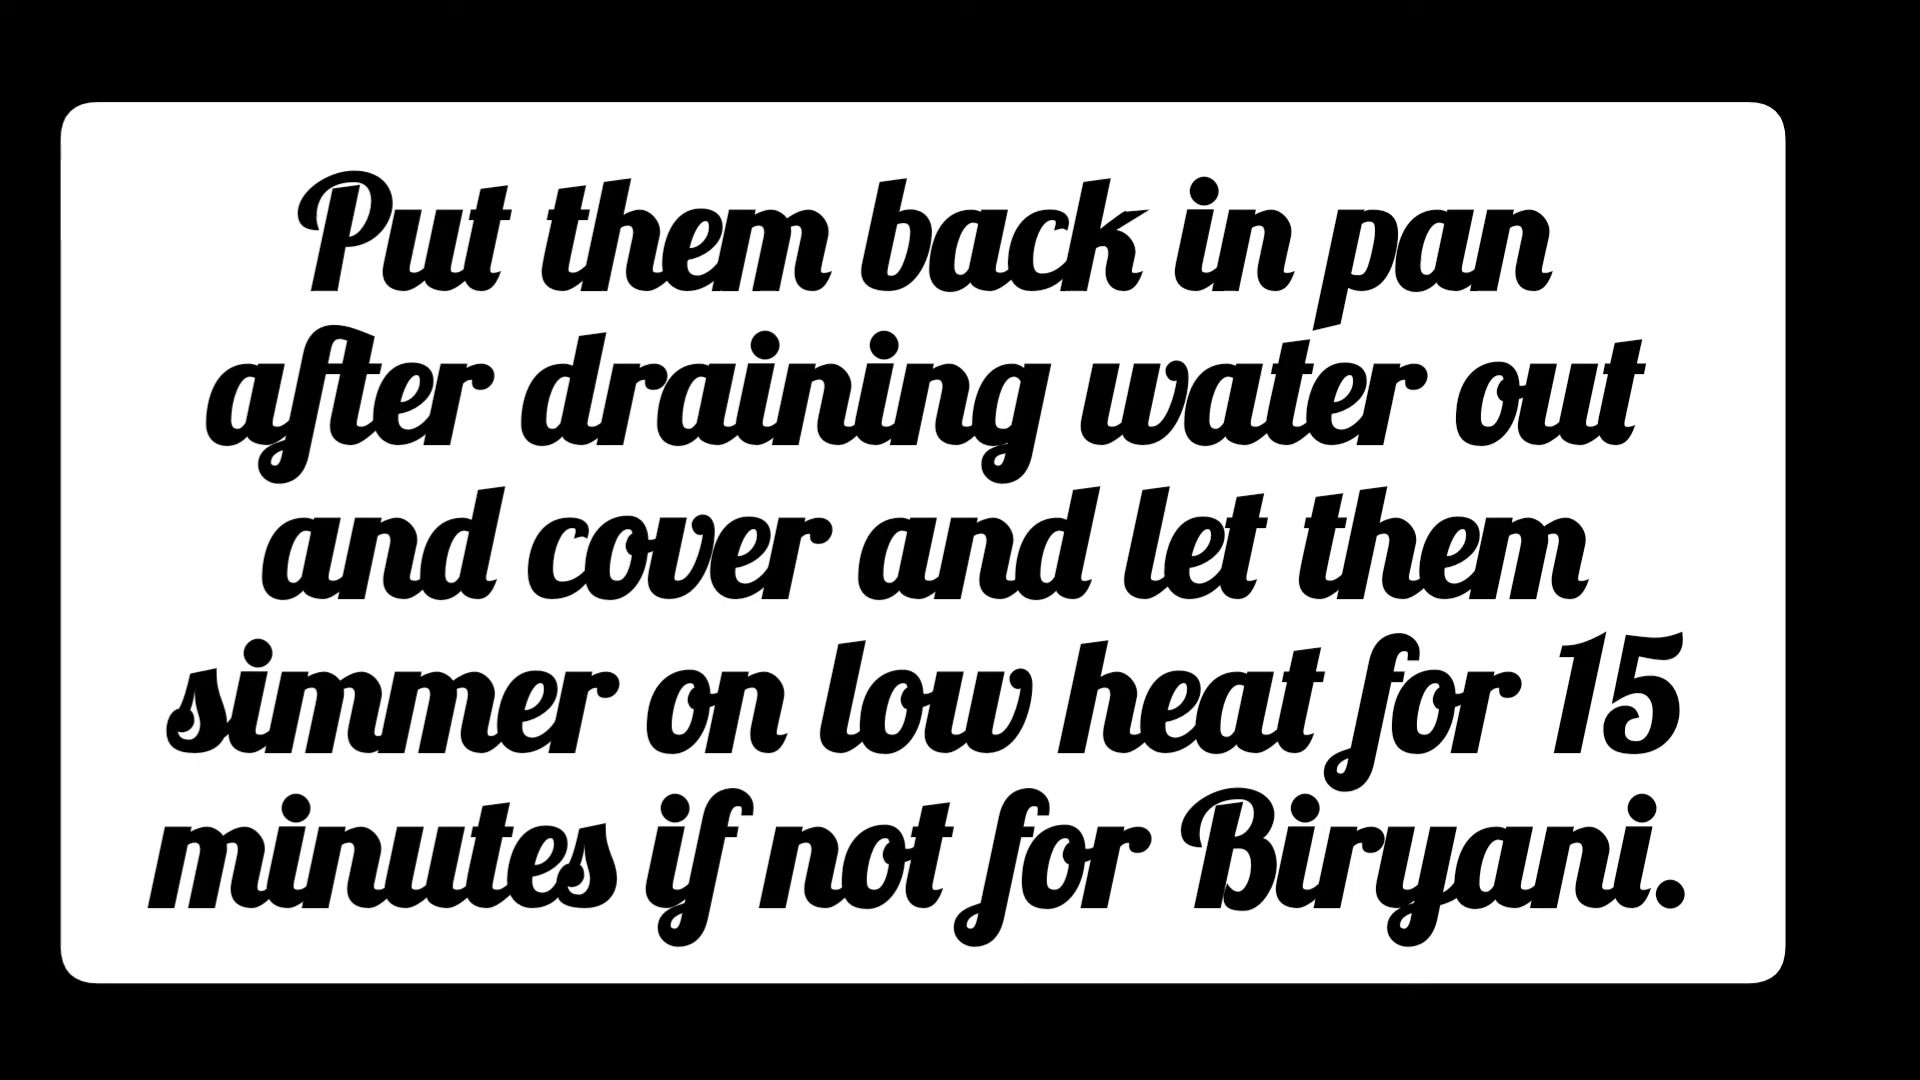 Put them back in pan
after draining water out
and cover and let them
simmer on low heat for 15
minutes if not for Biryani.